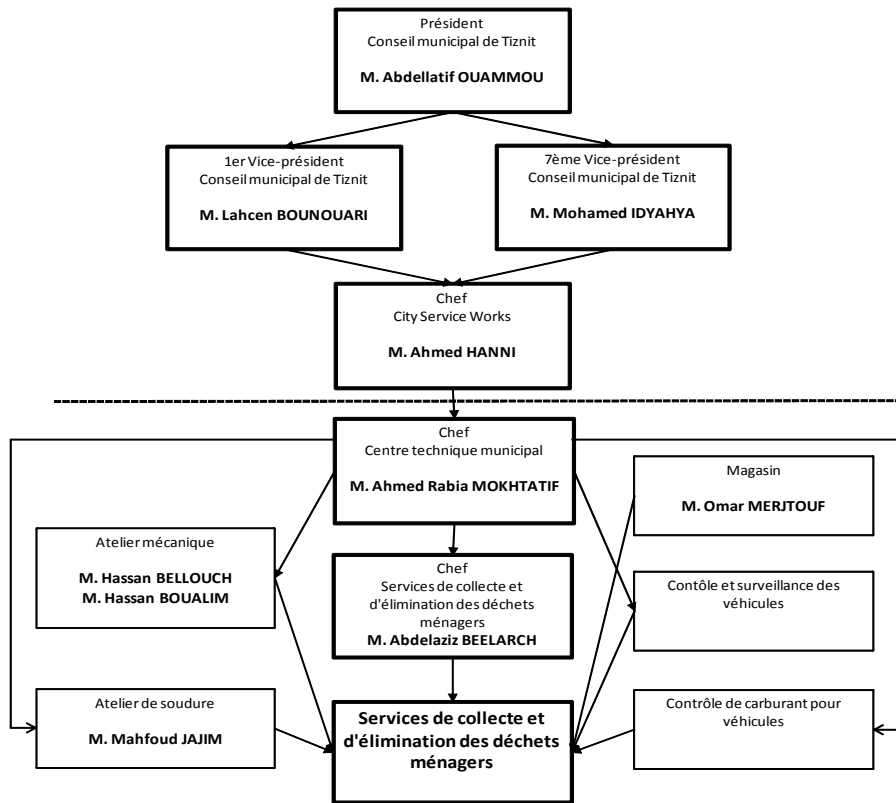 Président
Conseil municipal de Tiznit
M. Abdellatif OUAMMOU
1er Vice-président
Conseil municipal de Tiznit
M. Lahcen BOUNOUARI
7ème Vice-président
Conseil municipal de Tiznit
M. Mohamed IDYAHYA
Chef
City Service Works
M. Ahmed HANNI
Chef
Centre technique municipal
M. Ahmed Rabia MOKHTATIF
Magasin
M. Omar MERJTOUF
Atelier mécanique
M. Hassan BELLOUCH
M. Hassan BOUALIM
Chef
Services de collecte et
d'élimination des déchets
ménagers
M. Abdelaziz BEELARCH
Contôle et surveillance des
véhicules
Atelier de soudure
M. Mahfoud JAJIM
Services de collecte et
d'élimination des déchets
ménagers
Contrôle de carburant pour
véhicules